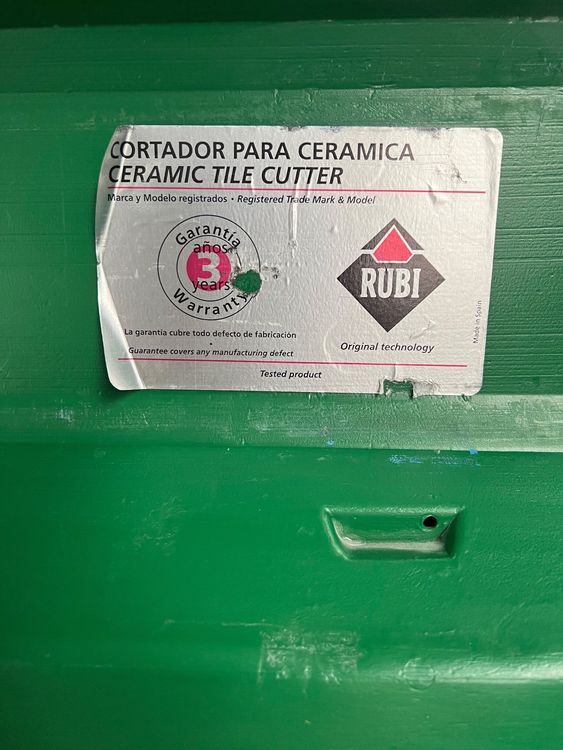 CORTADOR PARA CERAMICA
CERAMIC TILE CUTTER
Marca y Modelo registrados • Registered Trade Mark & Model
Garantía
años
3
years
Warranty
RUBI
La garantia cubre todo defecto de fabricación
•
Guarantee covers any manufacturing defect
Original technology
Made in Spain
Tested product